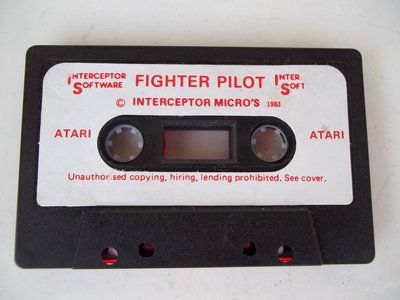 INTERCEPTOR SOFTWARE FIGHTER PILOT INTER. SOFT
© INTERCEPTOR MICRO'S 1983
ATARI ATARI
Unauthorised copying, hiring, lending prohibited. See cover.